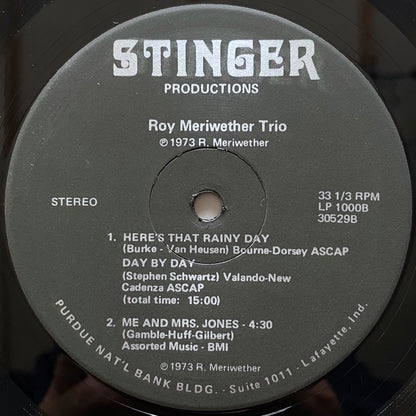 STINGER
PRODUCTIONS
Roy Meriwether Trio
℗ 1973 R. Meriwether
STEREO
33 1/3 RPM
LP 1000B
30529B
1. HERE'S THAT RAINY DAY
(Burke - Van Heusen) Bourne-Dorsey ASCAP
DAY BY DAY
(Stephen Schwartz) Valando-New
Cadenza ASCAP
(total time: 15:00)
2. ME AND MRS. JONES - 4:30
(Gamble-Huff-Gilbert)
Assorted Music - BMI
℗ 1973 R. Meriwether
PURDUE NAT'L BANK BLDG. - Suite 1011 - Lafayette, Ind.